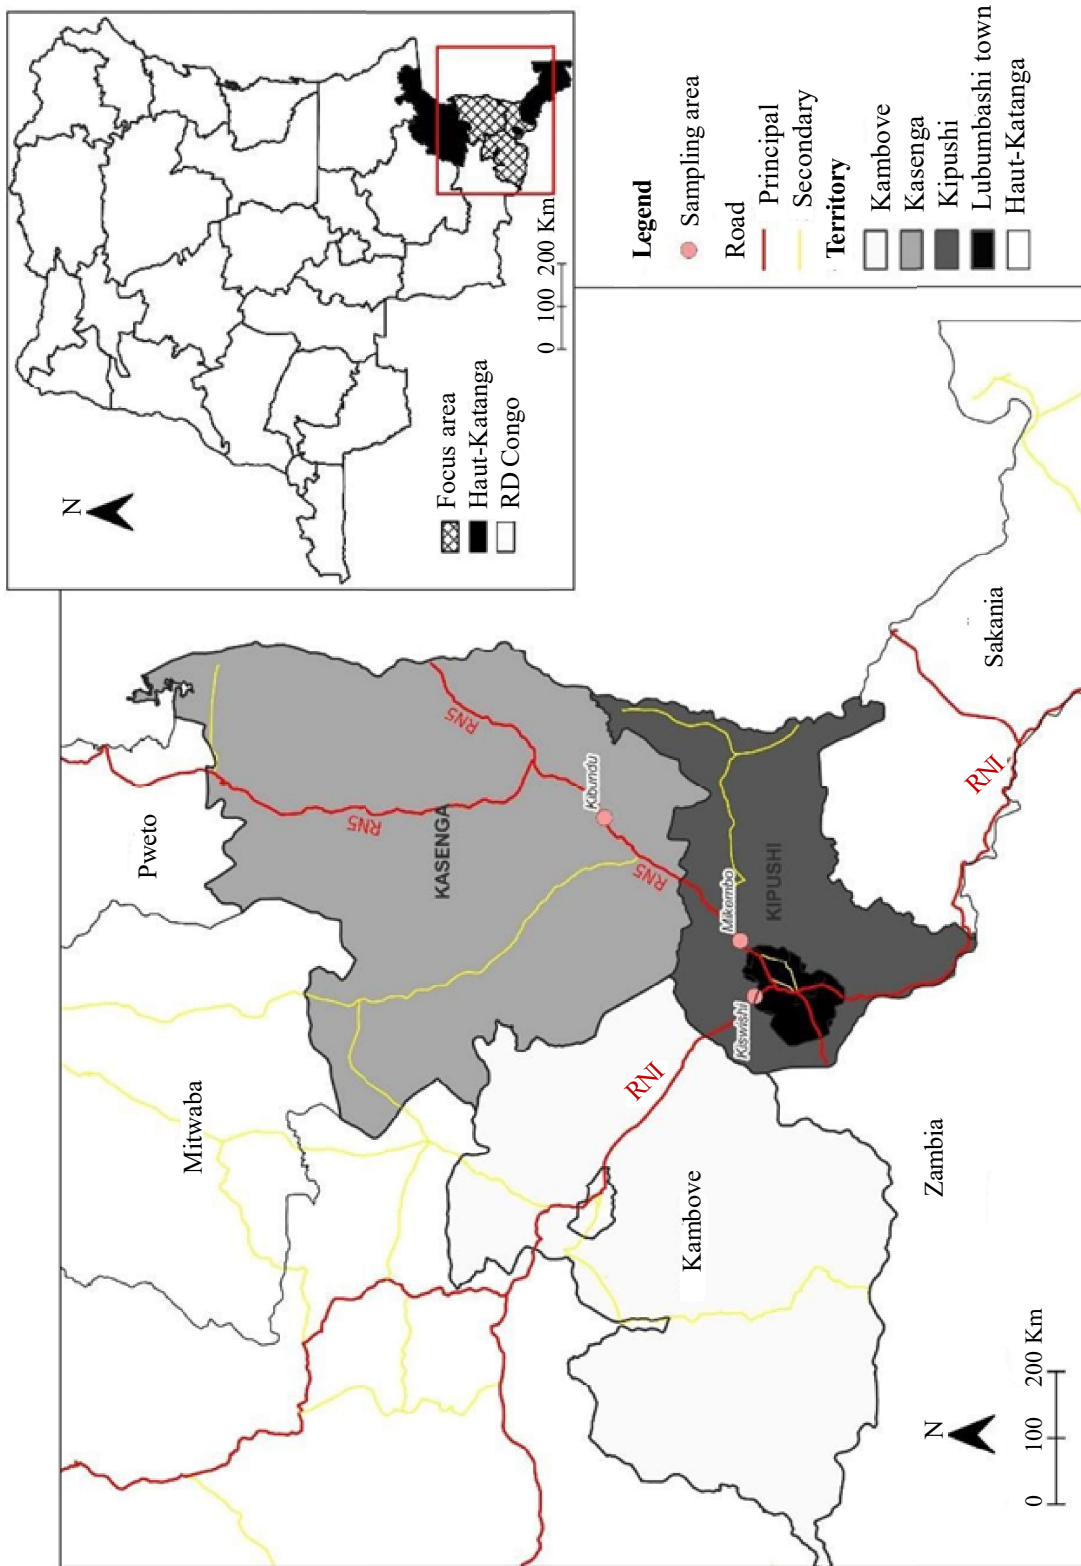 N
Focus area
Haut-Katanga
RD Congo
0 100 200 Km
Legend
Sampling area
Road
Principal
Secondary
Territory
Kambove
Kasenga
Kipushi
Lubumbashi town
Haut-Katanga
Pweto
Mitwaba
RN5
RN5
KASENGA
Kibundu
RN5
Mikembo
KIPUSHI
Kiswishi
RNI
Kambove
Zambia
Sakania
RNI
N
0 100 200 Km